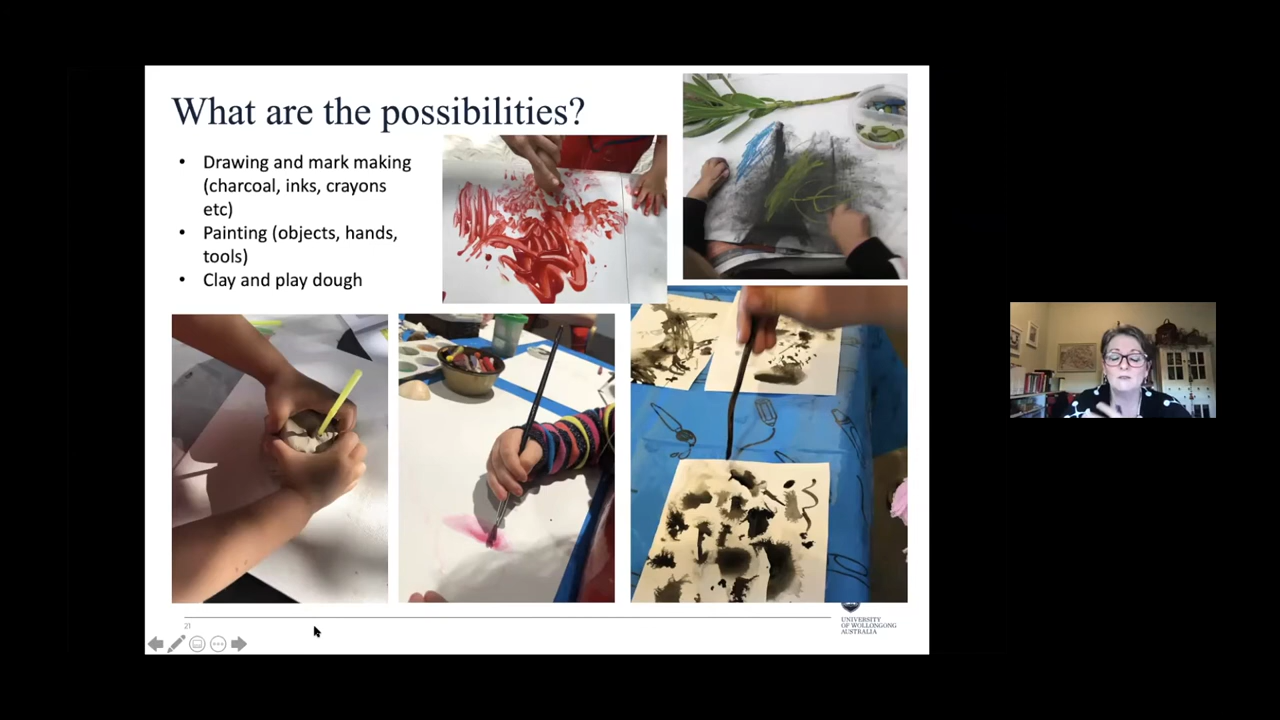 What are the possibilities?
• Drawing and mark making
(charcoal, inks, crayons
etc)
• Painting (objects, hands,
tools)
• Clay and play dough
21
UNIVERSITY
OF WOLLONGONG
AUSTRALIA